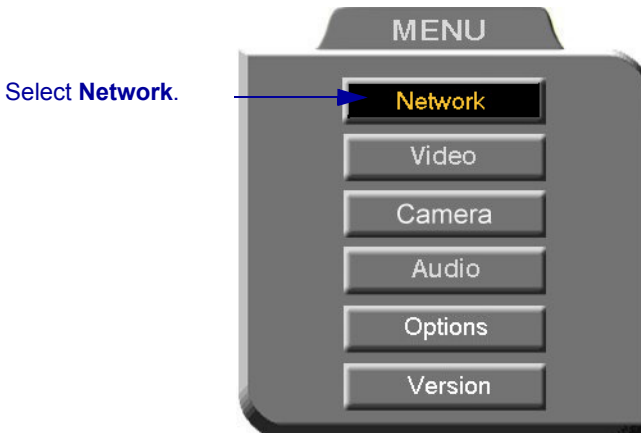 MENU
Select Network.
Network
Video
Camera
Audio
Options
Version